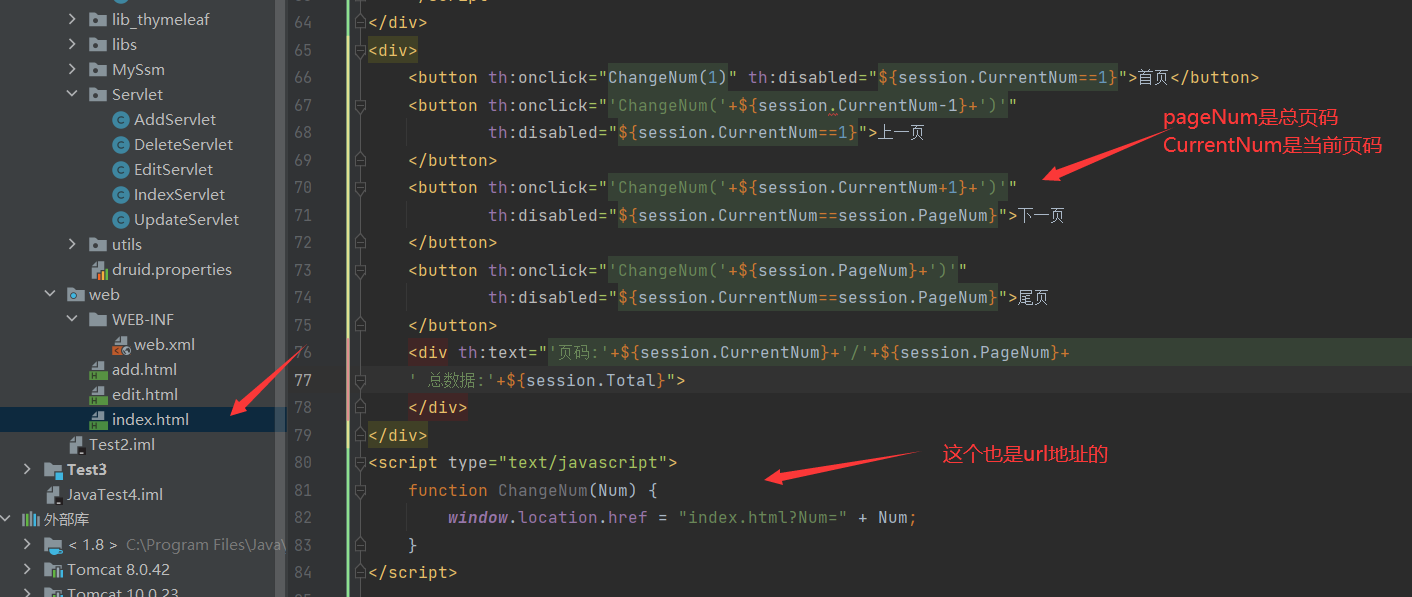 lib_thymeleaf
libs
MySsm
Servlet
AddServlet
DeleteServlet
EditServlet
IndexServlet
UpdateServlet
utils
druid.properties
web
WEB-INF
web.xml
add.html
edit.html
index.html
Test2.iml
Test3
JavaTest4.iml
外部库
< 1.8 > C:\Program Files\Java\
Tomcat 8.0.42
Tomcat 10.0.23
64 </div>
65 <div>
66 <button th:onclick="ChangeNum(1)" th:disabled="${session.CurrentNum==1}">首页</button>
67 <button th:onclick="'ChangeNum('+${session.CurrentNum-1}+')'"
68 th:disabled="${session.CurrentNum==1}">上一页
69 </button>
70 <button th:onclick="'ChangeNum('+${session.CurrentNum+1}+')'"
71 th:disabled="${session.CurrentNum==session.PageNum}">下一页
72 </button>
73 <button th:onclick="'ChangeNum('+${session.PageNum}+')'"
74 th:disabled="${session.CurrentNum==session.PageNum}">尾页
75 </button>
76 <div th:text="'页码:'+${session.CurrentNum}+'/'+${session.PageNum}+
77 ' 总数据:'+${session.Total}">
78 </div>
79 </div>
80 <script type="text/javascript">
81 function ChangeNum(Num) {
82 window.location.href = "index.html?Num=" + Num;
83 }
84 </script>
pageNum是总页码
CurrentNum是当前页码
这个也是url地址的